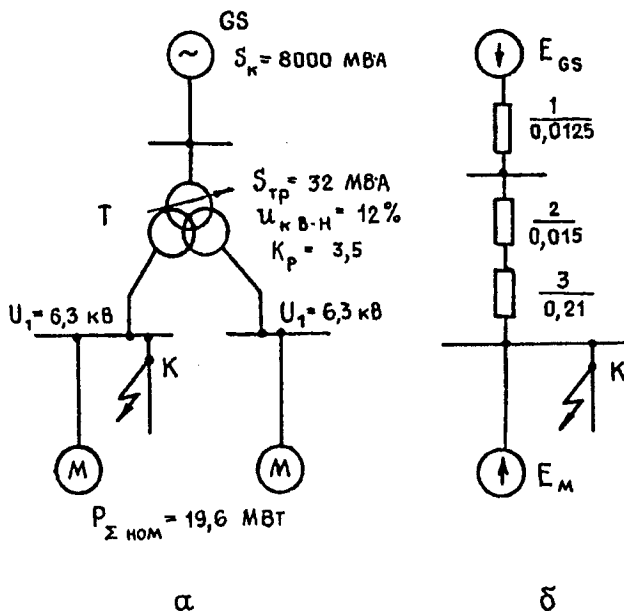 GS
~
S_к = 8000 МВ·А
T
S_тр = 32 МВ·А
u_к в-н = 12%
K_р = 3,5
U_1 = 6,3 кВ
U_1 = 6,3 кВ
K
M
M
P_Σ ном = 19,6 МВт
а
E_GS
1
0,0125
2
0,015
3
0,21
K
E_M
б